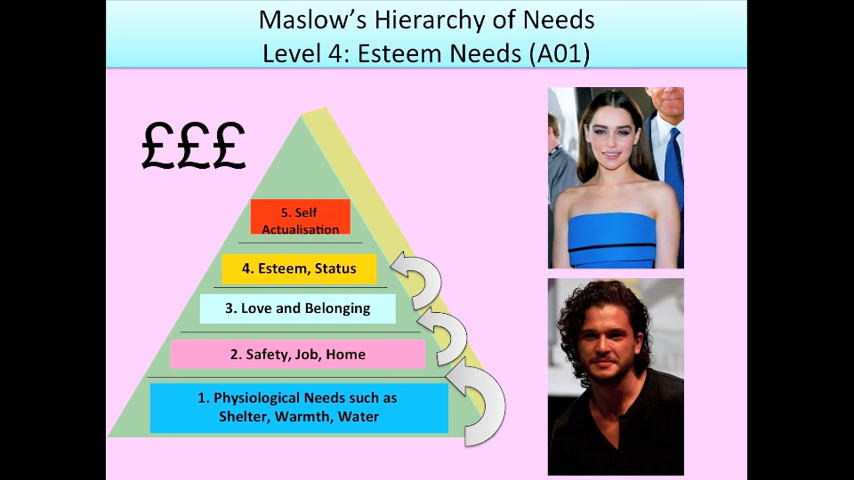 Maslow’s Hierarchy of Needs
Level 4: Esteem Needs (A01)
£££
5. Self
Actualisation
4. Esteem, Status
3. Love and Belonging
2. Safety, Job, Home
1. Physiological Needs such as
Shelter, Warmth, Water